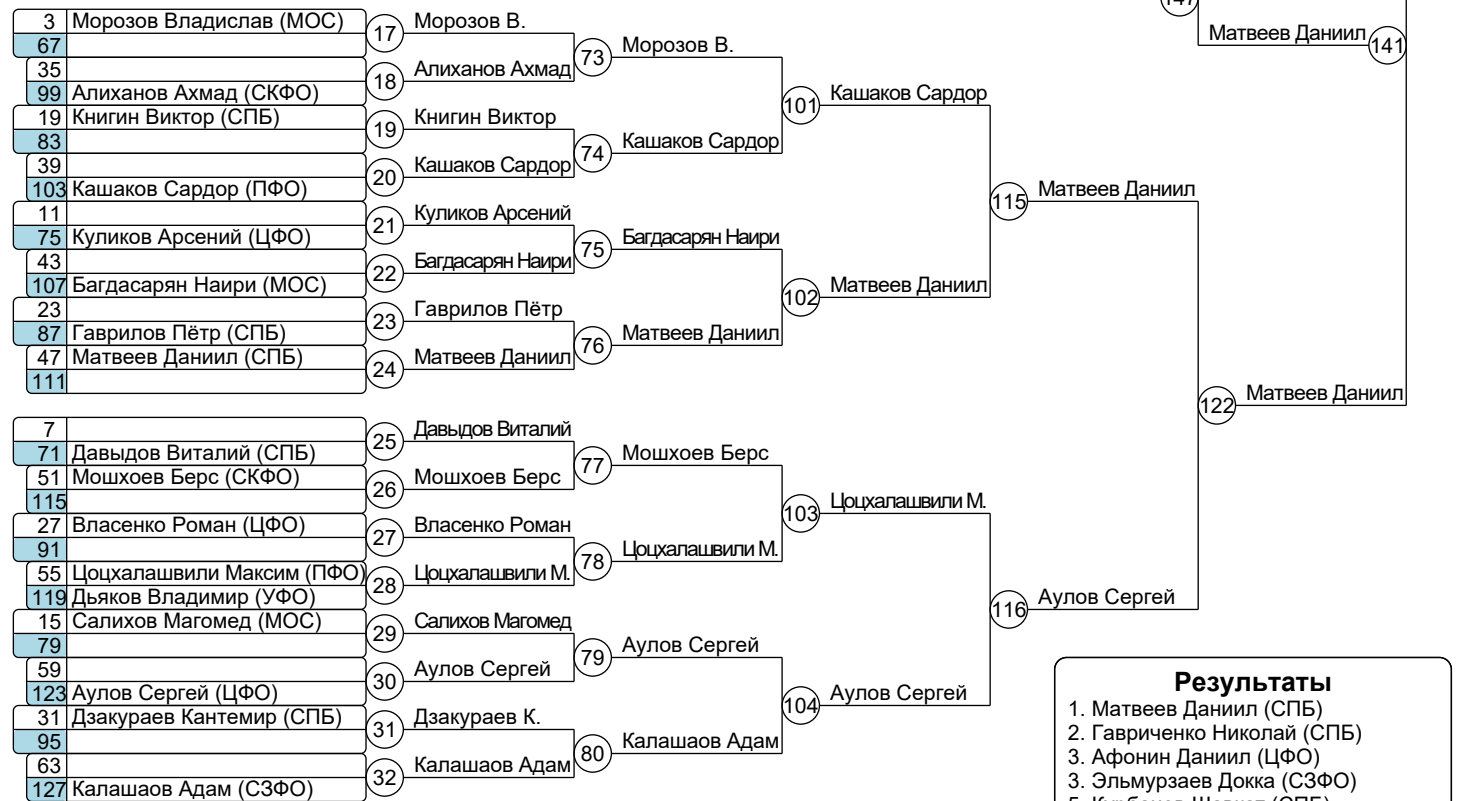 147
Матвеев Даниил 141
3 Морозов Владислав (МОС) 17 Морозов В.
67
73 Морозов В.
35
18 Алиханов Ахмад
99 Алиханов Ахмад (СКФО)
101 Кашаков Сардор
19 Книгин Виктор (СПБ) 19 Книгин Виктор
83
74 Кашаков Сардор
39
20 Кашаков Сардор
103 Кашаков Сардор (ПФО)
115 Матвеев Даниил
11
21 Куликов Арсений
75 Куликов Арсений (ЦФО)
75 Багдасарян Наири
43
22 Багдасарян Наири
107 Багдасарян Наири (МОС)
102 Матвеев Даниил
23
23 Гаврилов Пётр
87 Гаврилов Пётр (СПБ)
76 Матвеев Даниил
47 Матвеев Даниил (СПБ) 24 Матвеев Даниил
111
122 Матвеев Даниил
7
25 Давыдов Виталий
71 Давыдов Виталий (СПБ)
77 Мошхоев Берс
51 Мошхоев Берс (СКФО) 26 Мошхоев Берс
115
103 Цоцхалашвили М.
27 Власенко Роман (ЦФО) 27 Власенко Роман
91
78 Цоцхалашвили М.
55 Цоцхалашвили Максим (ПФО) 28 Цоцхалашвили М.
119 Дьяков Владимир (УФО)
116 Аулов Сергей
15 Салихов Магомед (МОС) 29 Салихов Магомед
79
79 Аулов Сергей
59
30 Аулов Сергей
123 Аулов Сергей (ЦФО)
104 Аулов Сергей
31 Дзакураев Кантемир (СПБ) 31 Дзакураев К.
95
80 Калашаов Адам
63
32 Калашаов Адам
127 Калашаов Адам (СЗФО)
Результаты
1. Матвеев Даниил (СПБ)
2. Гавриченко Николай (СПБ)
3. Афонин Даниил (ЦФО)
3. Эльмурзаев Докка (СЗФО)